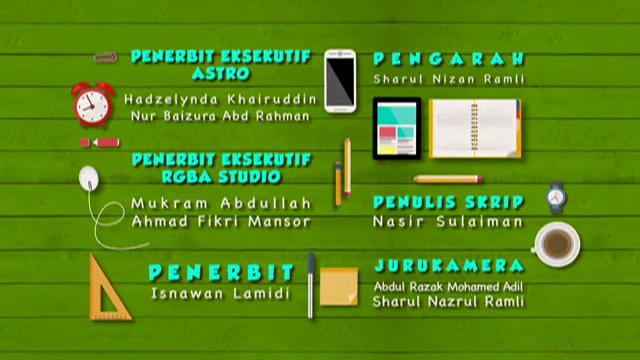 PENERBIT EKSEKUTIF
ASTRO
Hadzelynda Khairuddin
Nur Baizura Abd Rahman
PENERBIT EKSEKUTIF
RGBA STUDIO
Mukram Abdullah
Ahmad Fikri Mansor
PENERBIT
Isnawan Lamidi
PENGARAH
Sharul Nizan Ramli
PENULIS SKRIP
Nasir Sulaiman
JURUKAMERA
Abdul Razak Mohamed Adil
Sharul Nazrul Ramli